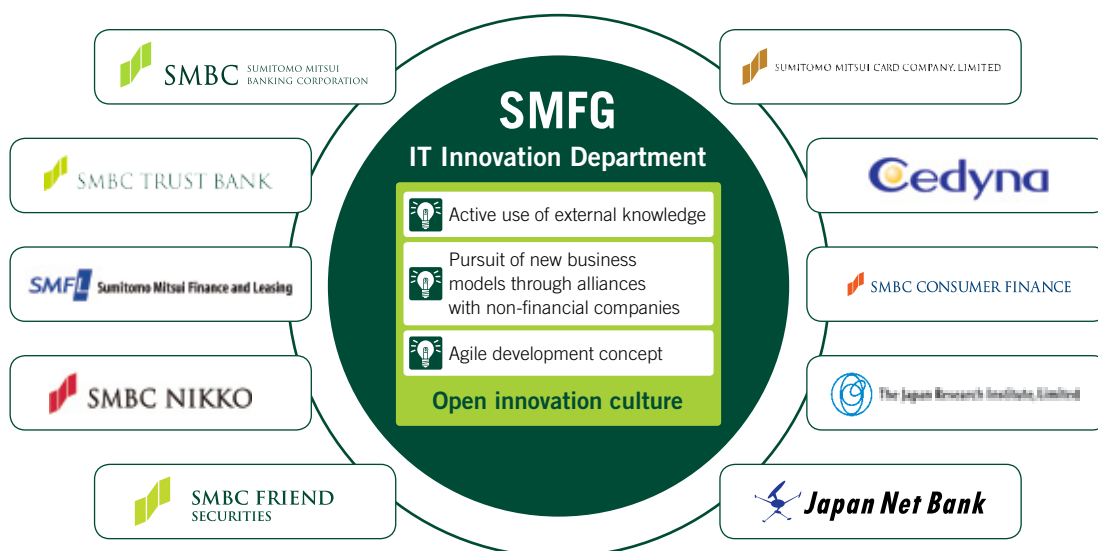 SMBC SUMITOMO MITSUI
BANKING CORPORATION
SUMITOMO MITSUI CARD COMPANY, LIMITED
SMFG
IT Innovation Department
SMBC TRUST BANK
Cedyna
Active use of external knowledge
Pursuit of new business
models through alliances
with non-financial companies
SMFL Sumitomo Mitsui Finance and Leasing
SMBC CONSUMER FINANCE
Agile development concept
SMBC NIKKO
The Japan Research Institute, Limited
Open innovation culture
SMBC FRIEND
SECURITIES
Japan Net Bank